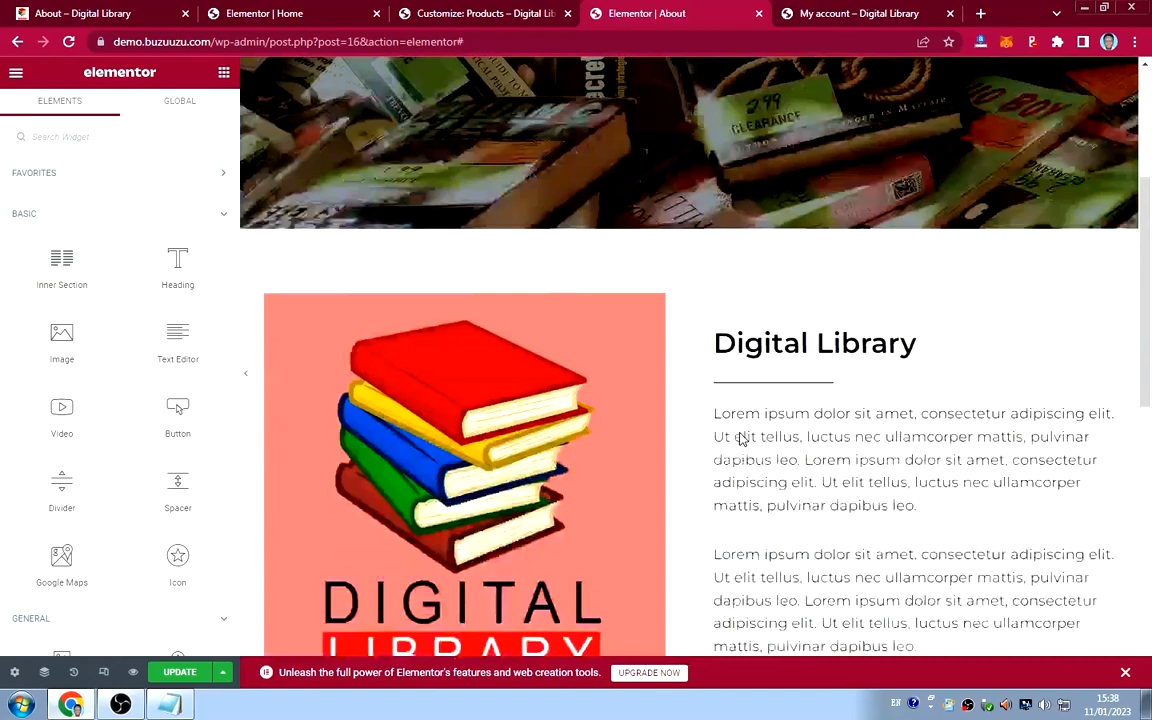 About – Digital Library
Elementor | Home
Customize: Products – Digital Lib
Elementor | About
My account – Digital Library
demo.buzuuzu.com/wp-admin/post.php?post=16&action=elementor#
elementor
ELEMENTS
GLOBAL
Search Widget
FAVORITES
BASIC
Inner Section
Heading
Image
Text Editor
Video
Button
Divider
Spacer
Google Maps
Icon
GENERAL
UPDATE
2.99
CLEARANCE
Digital Library
Lorem ipsum dolor sit amet, consectetur adipiscing elit.
Ut elit tellus, luctus nec ullamcorper mattis, pulvinar
dapibus leo. Lorem ipsum dolor sit amet, consectetur
adipiscing elit. Ut elit tellus, luctus nec ullamcorper
mattis, pulvinar dapibus leo.
Lorem ipsum dolor sit amet, consectetur adipiscing elit.
Ut elit tellus, luctus nec ullamcorper mattis, pulvinar
dapibus leo. Lorem ipsum dolor sit amet, consectetur
adipiscing elit. Ut elit tellus, luctus nec ullamcorper
mattis, pulvinar dapibus leo.
DIGITAL
LIBRARY
Unleash the full power of Elementor's features and web creation tools.
UPGRADE NOW
EN
15:38
11/01/2023